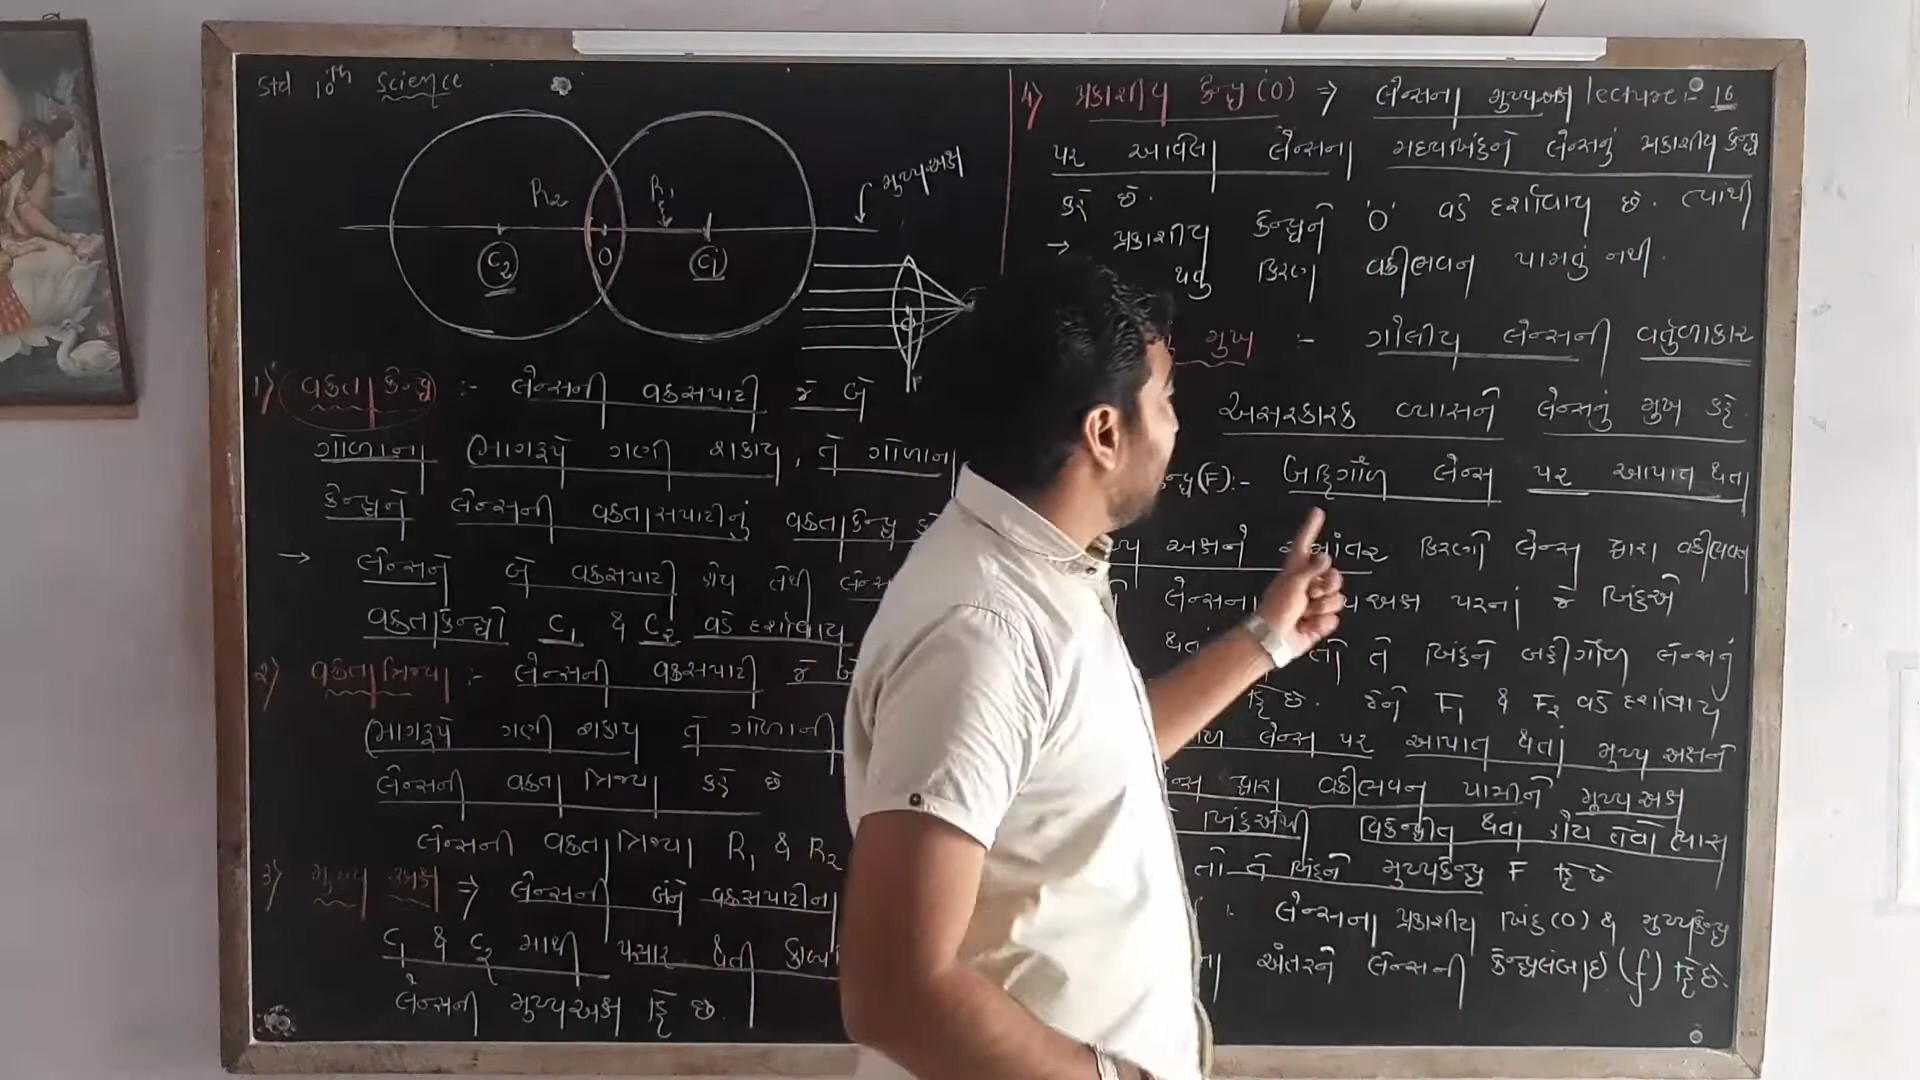 Std 10th Science
R2
R1
મુખ્યઅક્ષ
C2
O
C1
1) વક્રતા કેન્દ્ર :- લેન્સની વક્રસપાટી જે બે
ગોળાના ભાગરૂપે ગણી શકાય, તે ગોળાના
કેન્દ્રને લેન્સની વક્રતાસપાટીનું વક્રતાકેન્દ્ર
→ લેન્સને બે વક્રસપાટી હોય તેથી
વક્રતાકેન્દ્રો C1 & C2 વડે દર્શાવાય
2) વક્રતાત્રિજ્યા :- લેન્સની વક્રસપાટી જે
ભાગરૂપે ગણી શકાય તે ગોળાની
લેન્સની વક્રતા ત્રિજ્યા કહે છે
લેન્સની વક્રતા ત્રિજ્યા R1 & R2
3) મુખ્ય અક્ષ ⇒ લેન્સની બંને વક્રસપાટીના
C1 & C2 માથી પસાર થતી
લેન્સની મુખ્યઅક્ષ કહે છે.
4) પ્રકાશીય કેન્દ્ર (O) ⇒ લેન્સના મુખ્યઅક્ષ lecture:- 16
પર આવેલા લેન્સના મધ્યબિંદુને લેન્સનું પ્રકાશીય કેન્દ્ર
કહે છે.
→ પ્રકાશીય કેન્દ્રને 'O' વડે દર્શાવાય છે. ત્યાંથી
થતુ કિરણ વક્રીભવન પામતું નથી.
મુખ :- ગોલીય લેન્સની વર્તુળાકાર
અસરકારક વ્યાસને લેન્સનું મુખ કહે.
(F):- બહિર્ગોળ લેન્સ પર આપાત થતા
અક્ષને સમાંતર કિરણો લેન્સ દ્વારા વક્રીભવન
લેન્સના પરનાં જે બિંદુએ
થતાં તે બિંદુને બહીર્ગોળ લેન્સનું
કહે છે. જેને F1 & F2 વડે દર્શાવાય
લેન્સ પર આપાત થતાં મુખ્ય અક્ષને
દ્વારા વક્રીભવન પામીને મુખ્યઅક્ષ
બિંદુએથી વિકેન્દ્રીત થતા હોય તેવો ભાસ
તો તે બિંદુને મુખ્યકેન્દ્ર F કહે છે
:- લેન્સના પ્રકાશીય બિંદુ (O) & મુખ્યકેન્દ્ર
અંતરને લેન્સની કેન્દ્રલંબાઈ (f) કહે છે.